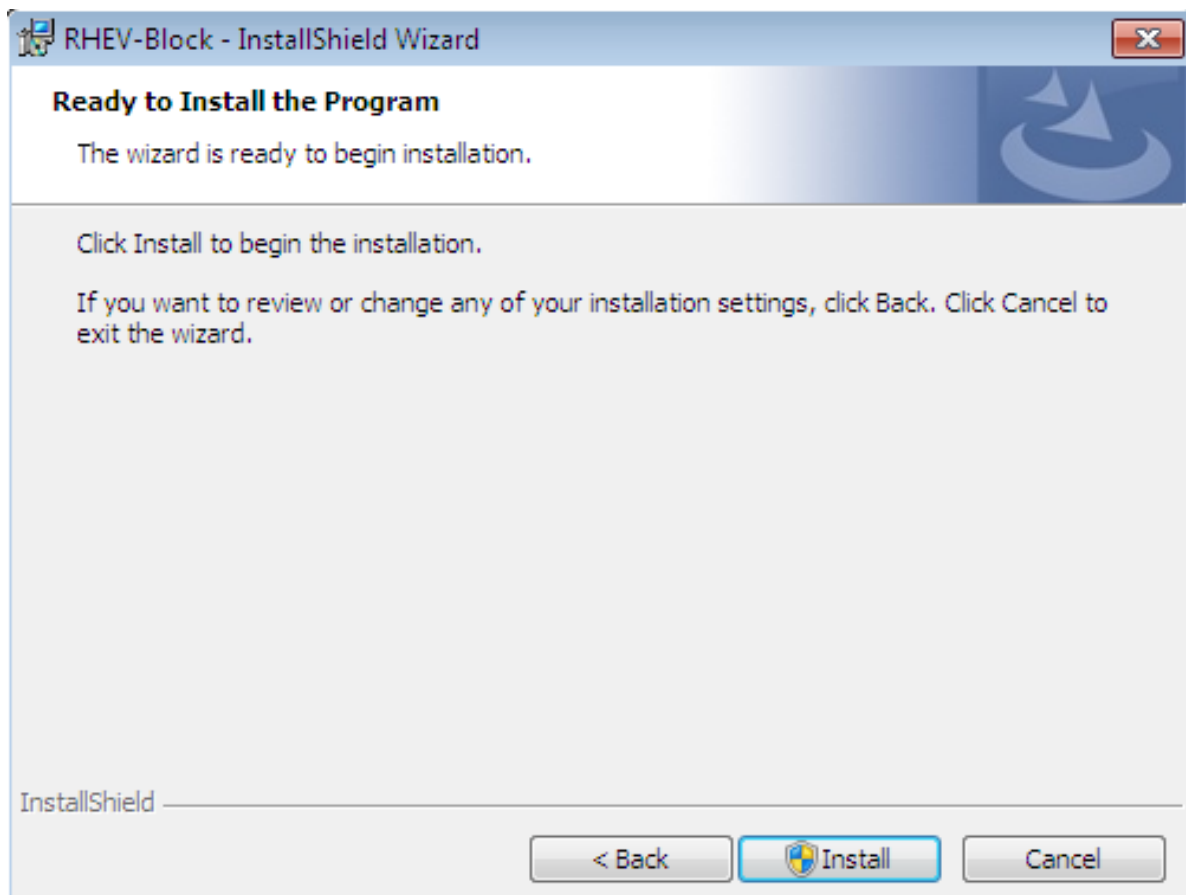 RHEV-Block - InstallShield Wizard
Ready to Install the Program
The wizard is ready to begin installation.
Click Install to begin the installation.
If you want to review or change any of your installation settings, click Back. Click Cancel to
exit the wizard.
InstallShield
< Back
Install
Cancel